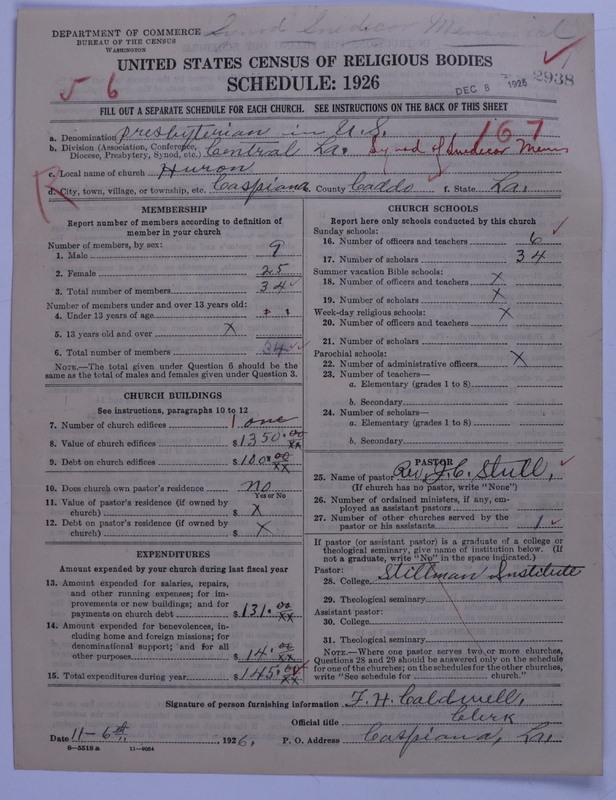 DEPARTMENT OF COMMERCE
BUREAU OF THE CENSUS
WASHINGTON
Synod Snedecor Memorial
UNITED STATES CENSUS OF RELIGIOUS BODIES
SCHEDULE: 1926
5 6
DEC 8 1926 2938
FILL OUT A SEPARATE SCHEDULE FOR EACH CHURCH. SEE INSTRUCTIONS ON THE BACK OF THIS SHEET
167
a. Denomination Presbyterian in U.S.
b. Division (Association, Conference, Diocese, Presbytery, Synod, etc.) Central La. Synod of Snedecor Mem
c. Local name of church Huron
R
d. City, town, village, or township, etc. Caspiana e. County Caddo f. State La.
MEMBERSHIP
Report number of members according to definition of
member in your church
Number of members, by sex:
1. Male 9
2. Female 25
3. Total number of members 34
Number of members under and over 13 years old:
4. Under 13 years of age
5. 13 years old and over X
6. Total number of members 34
NOTE.—The total given under Question 6 should be the
same as the total of males and females given under Question 3.
CHURCH BUILDINGS
See instructions, paragraphs 10 to 12
7. Number of church edifices 1 one
8. Value of church edifices $1350.00 xx
9. Debt on church edifices $100.00 xx
10. Does church own pastor's residence No
Yes or No
11. Value of pastor's residence (if owned by
church) $ X
12. Debt on pastor's residence (if owned by
church) $ X
EXPENDITURES
Amount expended by your church during last fiscal year
13. Amount expended for salaries, repairs,
and other running expenses; for im-
provements or new buildings; and for
payments on church debt $131.00 xx
14. Amount expended for benevolences, in-
cluding home and foreign missions; for
denominational support; and for all
other purposes $14.00 xx
15. Total expenditures during year $145.00 xx
CHURCH SCHOOLS
Report here only schools conducted by this church
Sunday schools:
16. Number of officers and teachers 6
17. Number of scholars 34
Summer vacation Bible schools:
18. Number of officers and teachers X
19. Number of scholars X
Week-day religious schools: X
20. Number of officers and teachers
21. Number of scholars
Parochial schools:
22. Number of administrative officers X
23. Number of teachers—
a. Elementary (grades 1 to 8)
b. Secondary
24. Number of scholars—
a. Elementary (grades 1 to 8)
b. Secondary
PASTOR
25. Name of pastor Rev. J. C. Stull,
(If church has no pastor, write "None")
26. Number of ordained ministers, if any, em-
ployed as assistant pastors
27. Number of other churches served by the
pastor or his assistants 1
If pastor (or assistant pastor) is a graduate of a college or
theological seminary, give name of institution below. (If
not a graduate, write "No" in the space indicated.)
Pastor:
28. College Stillman Institute
29. Theological seminary
Assistant pastor:
30. College
31. Theological seminary
NOTE.—Where one pastor serves two or more churches,
Questions 28 and 29 should be answered only on the schedule
for one of the churches; on the schedules for the other churches,
write "See schedule for church."
Signature of person furnishing information F. H. Caldwell,
Official title Clerk
Date 11-6th, 1926. P. O. Address Caspiana, La.
8—5518 a 11—9054